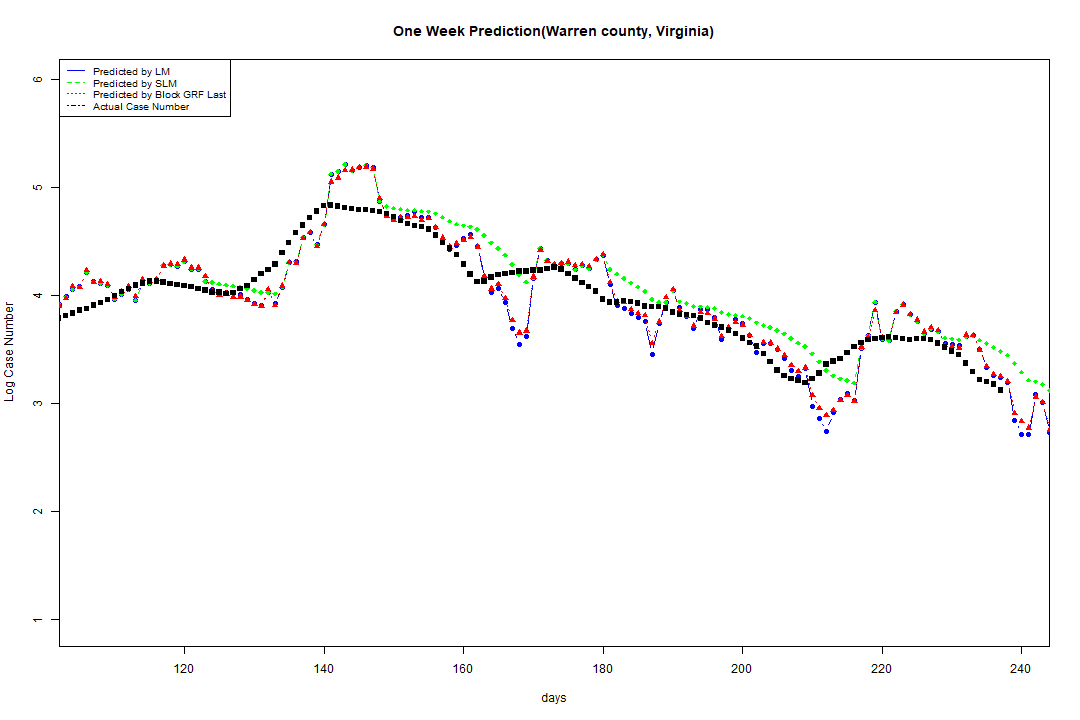 One Week Prediction(Warren county, Virginia)
Predicted by LM
Predicted by SLM
Predicted by Block GRF Last
Actual Case Number
6
5
4
3
2
1
Log Case Number
120 140 160 180 200 220 240
days